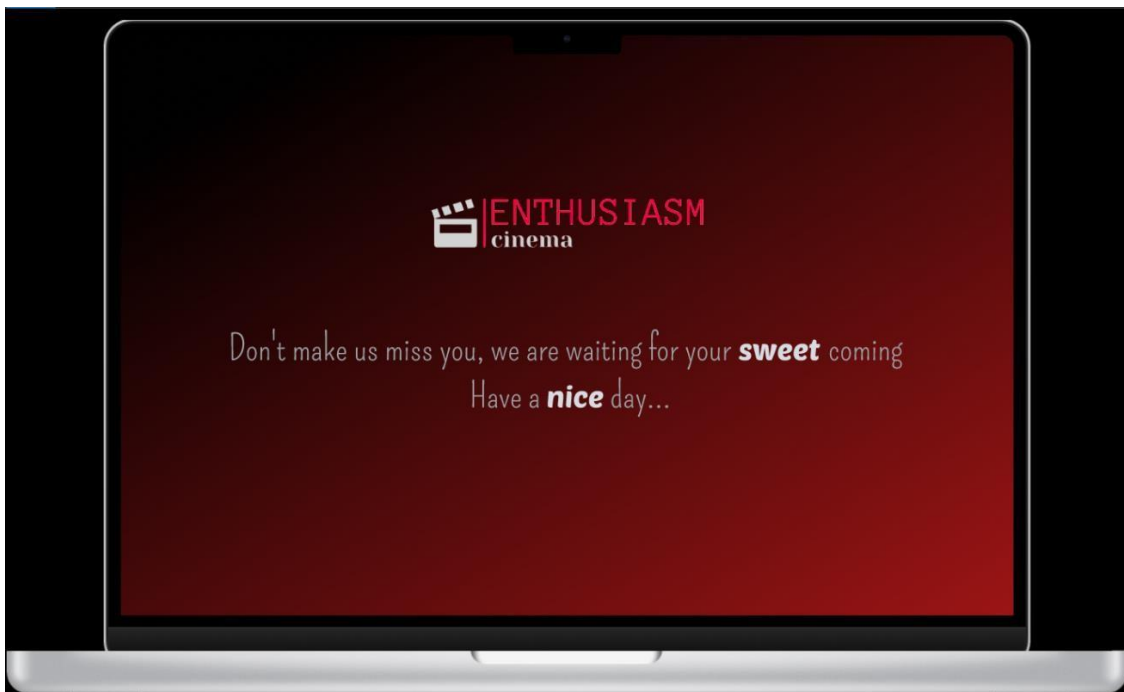 ENTHUSIASM
cinema
Don't make us miss you, we are waiting for your sweet coming
Have a nice day...